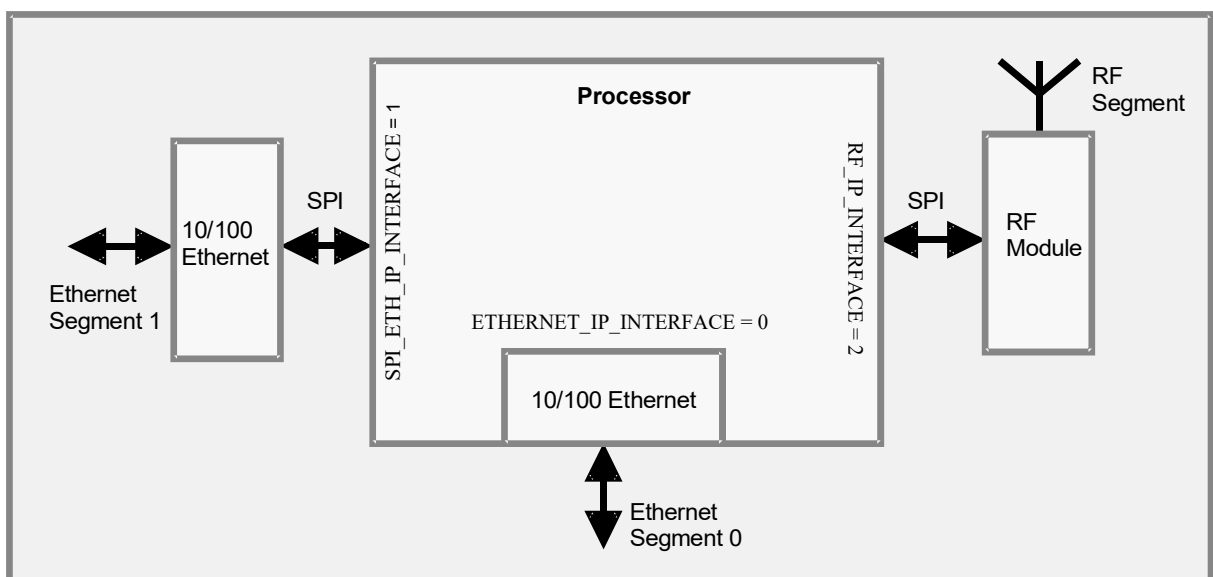 Processor
RF
Segment
SPI_ETH_IP_INTERFACE = 1
RF_IP_INTERFACE = 2
SPI
SPI
10/100
Ethernet
RF
Module
Ethernet
Segment 1
ETHERNET_IP_INTERFACE = 0
10/100 Ethernet
Ethernet
Segment 0